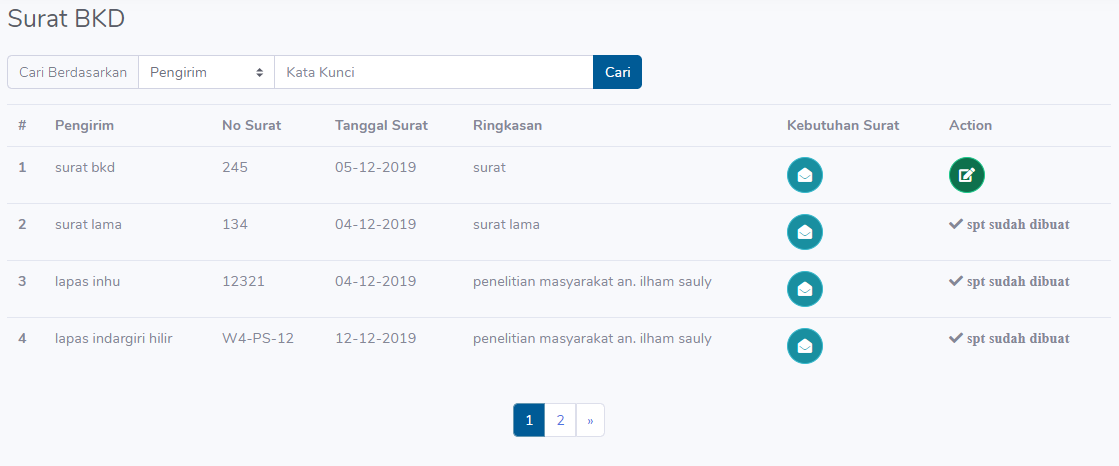 Surat BKD
Cari Berdasarkan Pengirim Kata Kunci Cari
# Pengirim No Surat Tanggal Surat Ringkasan Kebutuhan Surat Action
1 surat bkd 245 05-12-2019 surat
2 surat lama 134 04-12-2019 surat lama spt sudah dibuat
3 lapas inhu 12321 04-12-2019 penelitian masyarakat an. ilham sauly spt sudah dibuat
4 lapas indargiri hilir W4-PS-12 12-12-2019 penelitian masyarakat an. ilham sauly spt sudah dibuat
1 2 »